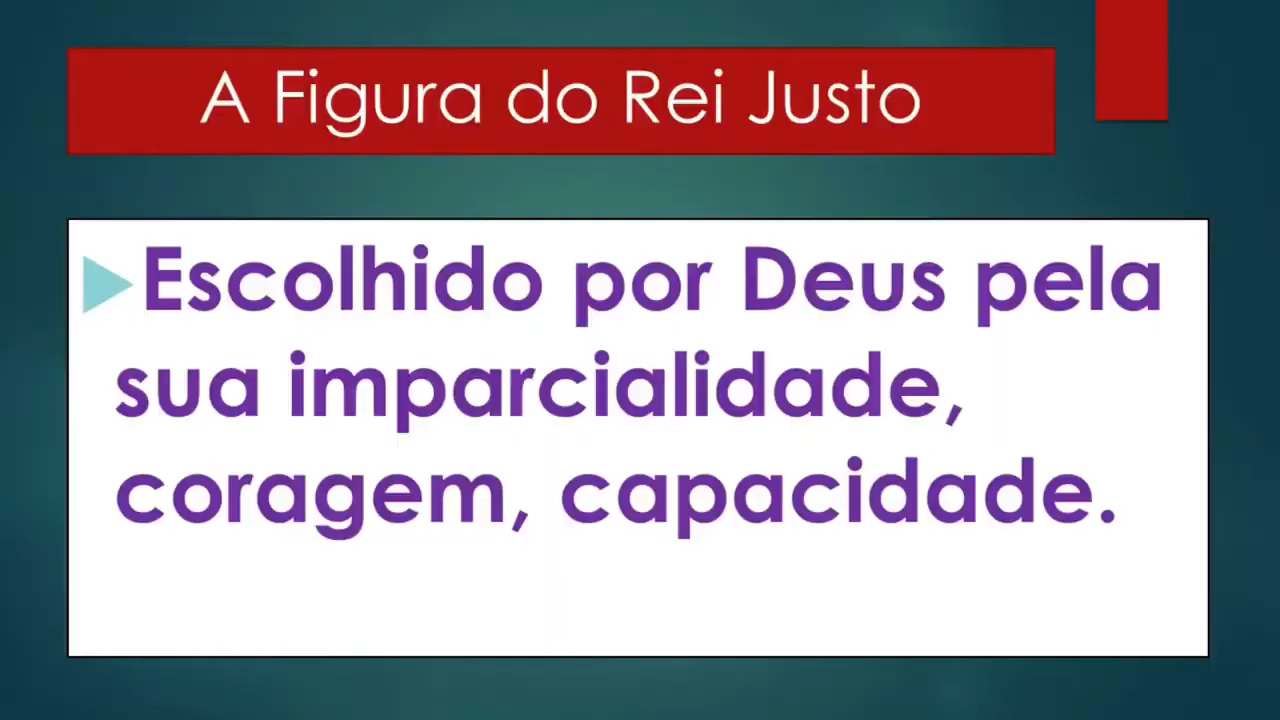 A Figura do Rei Justo
Escolhido por Deus pela
sua imparcialidade,
coragem, capacidade.